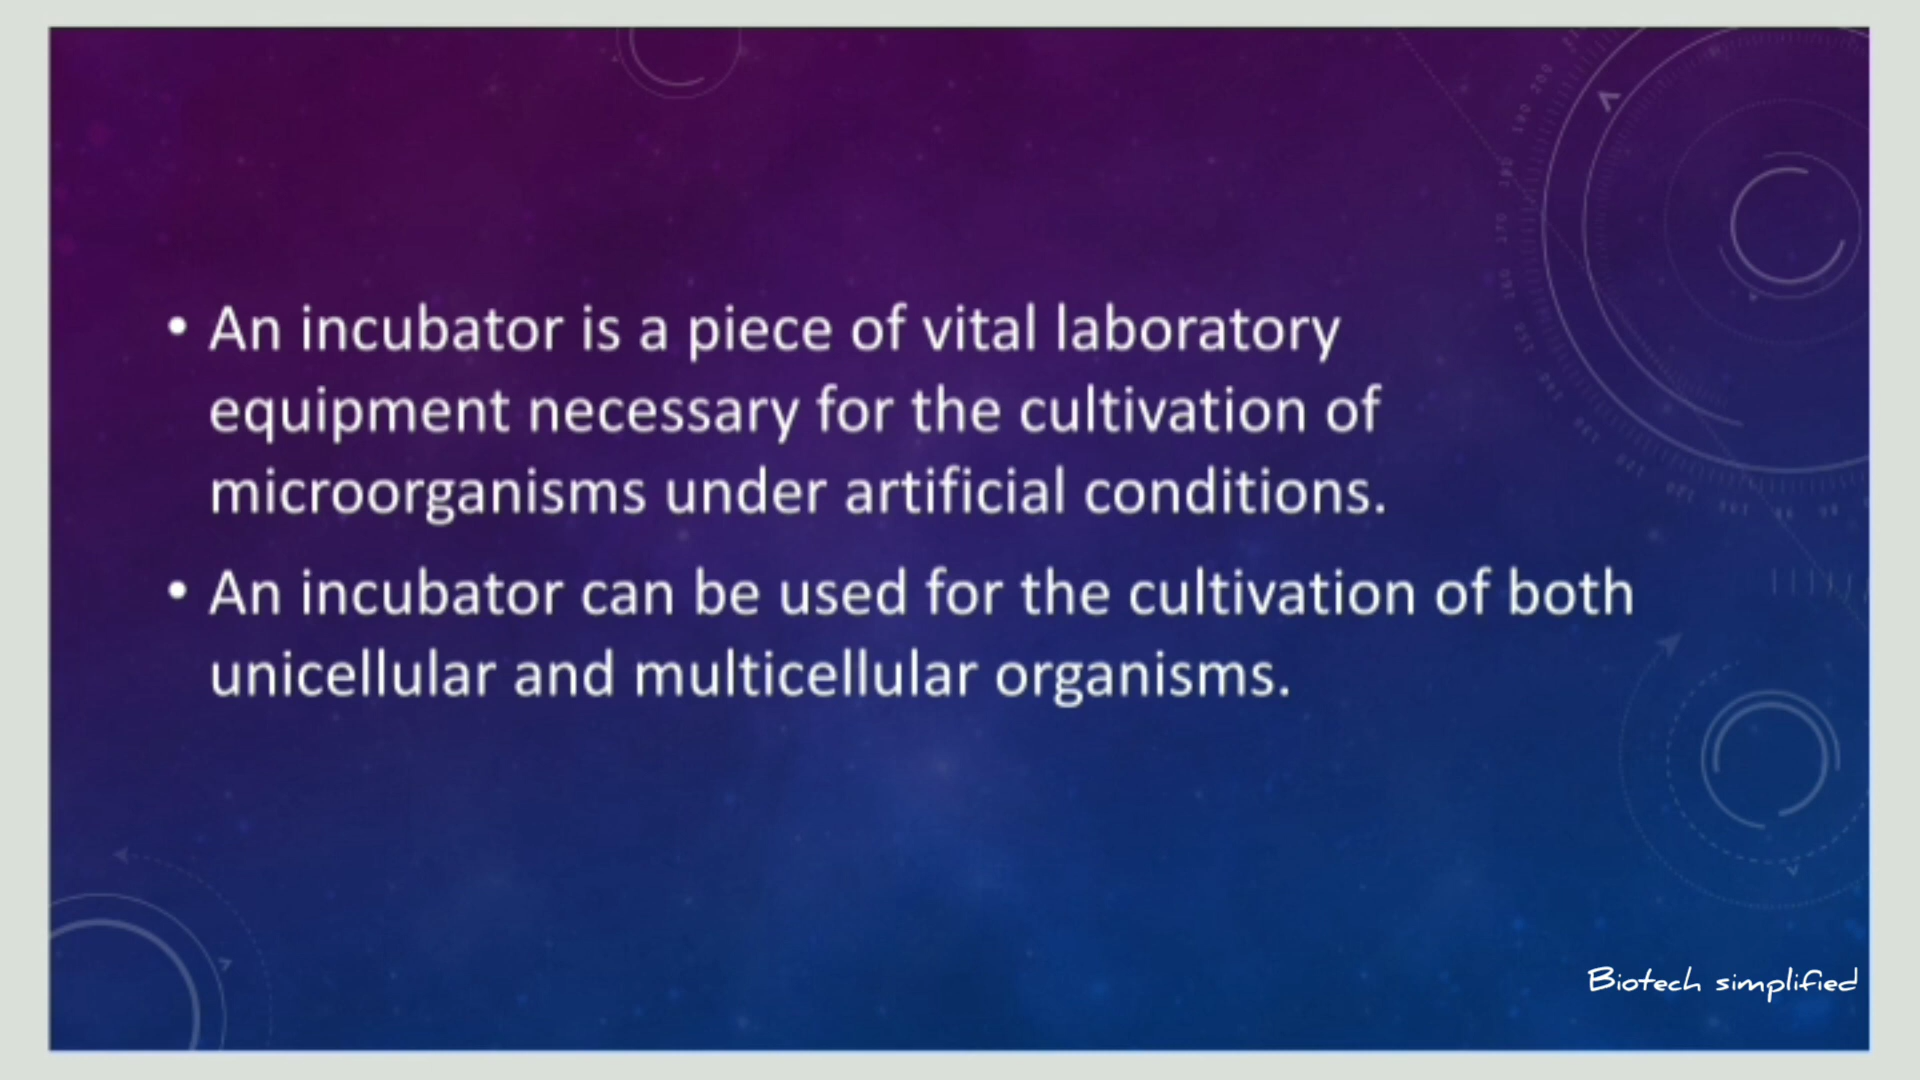 • An incubator is a piece of vital laboratory
equipment necessary for the cultivation of
microorganisms under artificial conditions.
• An incubator can be used for the cultivation of both
unicellular and multicellular organisms.
Biotech simplified